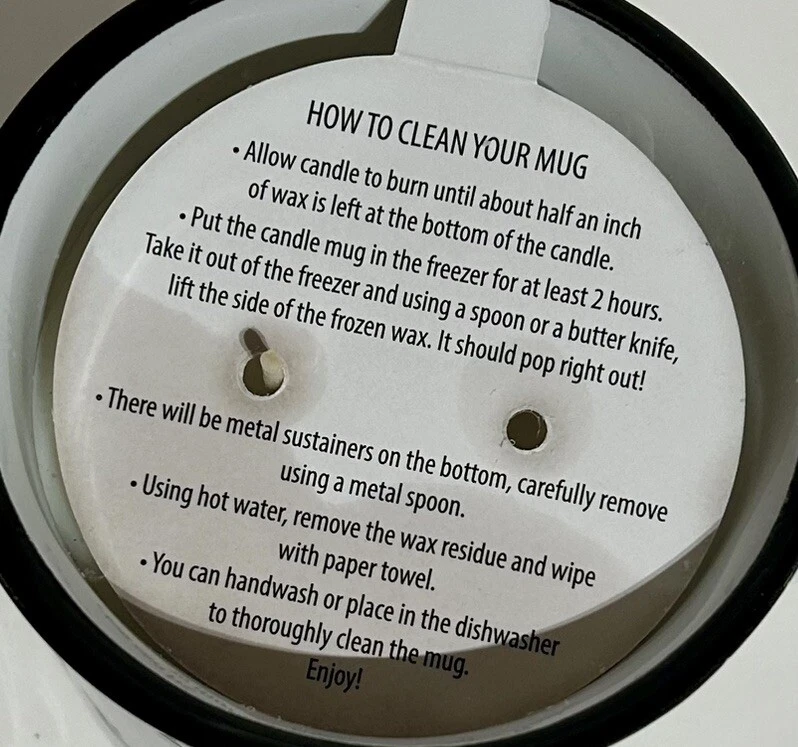 HOW TO CLEAN YOUR MUG
• Allow candle to burn until about half an inch
of wax is left at the bottom of the candle.
• Put the candle mug in the freezer for at least 2 hours.
Take it out of the freezer and using a spoon or a butter knife,
lift the side of the frozen wax. It should pop right out!
• There will be metal sustainers on the bottom, carefully remove
using a metal spoon.
• Using hot water, remove the wax residue and wipe
with paper towel.
• You can handwash or place in the dishwasher
to thoroughly clean the mug.
Enjoy!